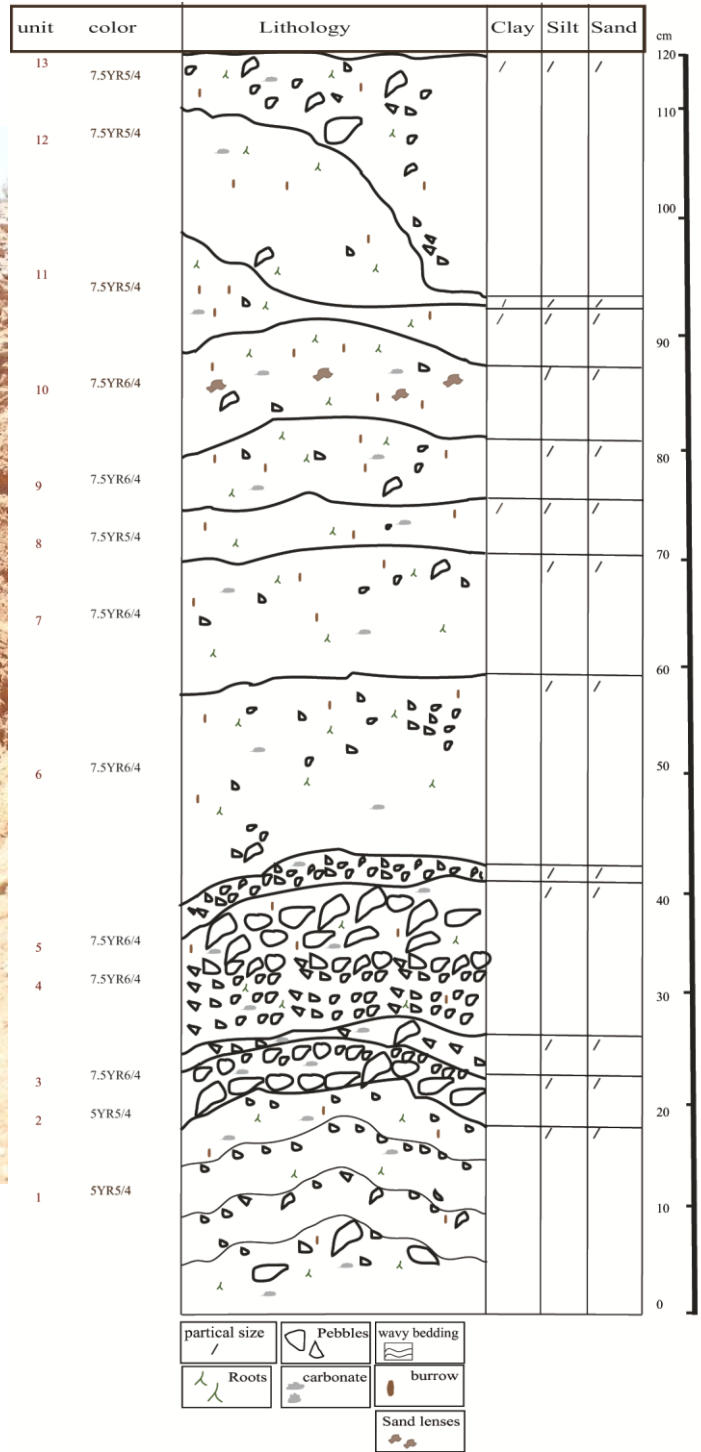 unit color Lithology Clay Silt Sand
cm
120
13 7.5YR5/4
110
12 7.5YR5/4
100
11 7.5YR5/4
90
10 7.5YR6/4
80
9 7.5YR6/4
8 7.5YR5/4
70
7 7.5YR6/4
60
6 7.5YR6/4
50
40
5 7.5YR6/4
4 7.5YR6/4
30
3 7.5YR6/4
2 5YR5/4
20
1 5YR5/4
10
0
partical size Pebbles wavy bedding
Roots carbonate burrow
Sand lenses